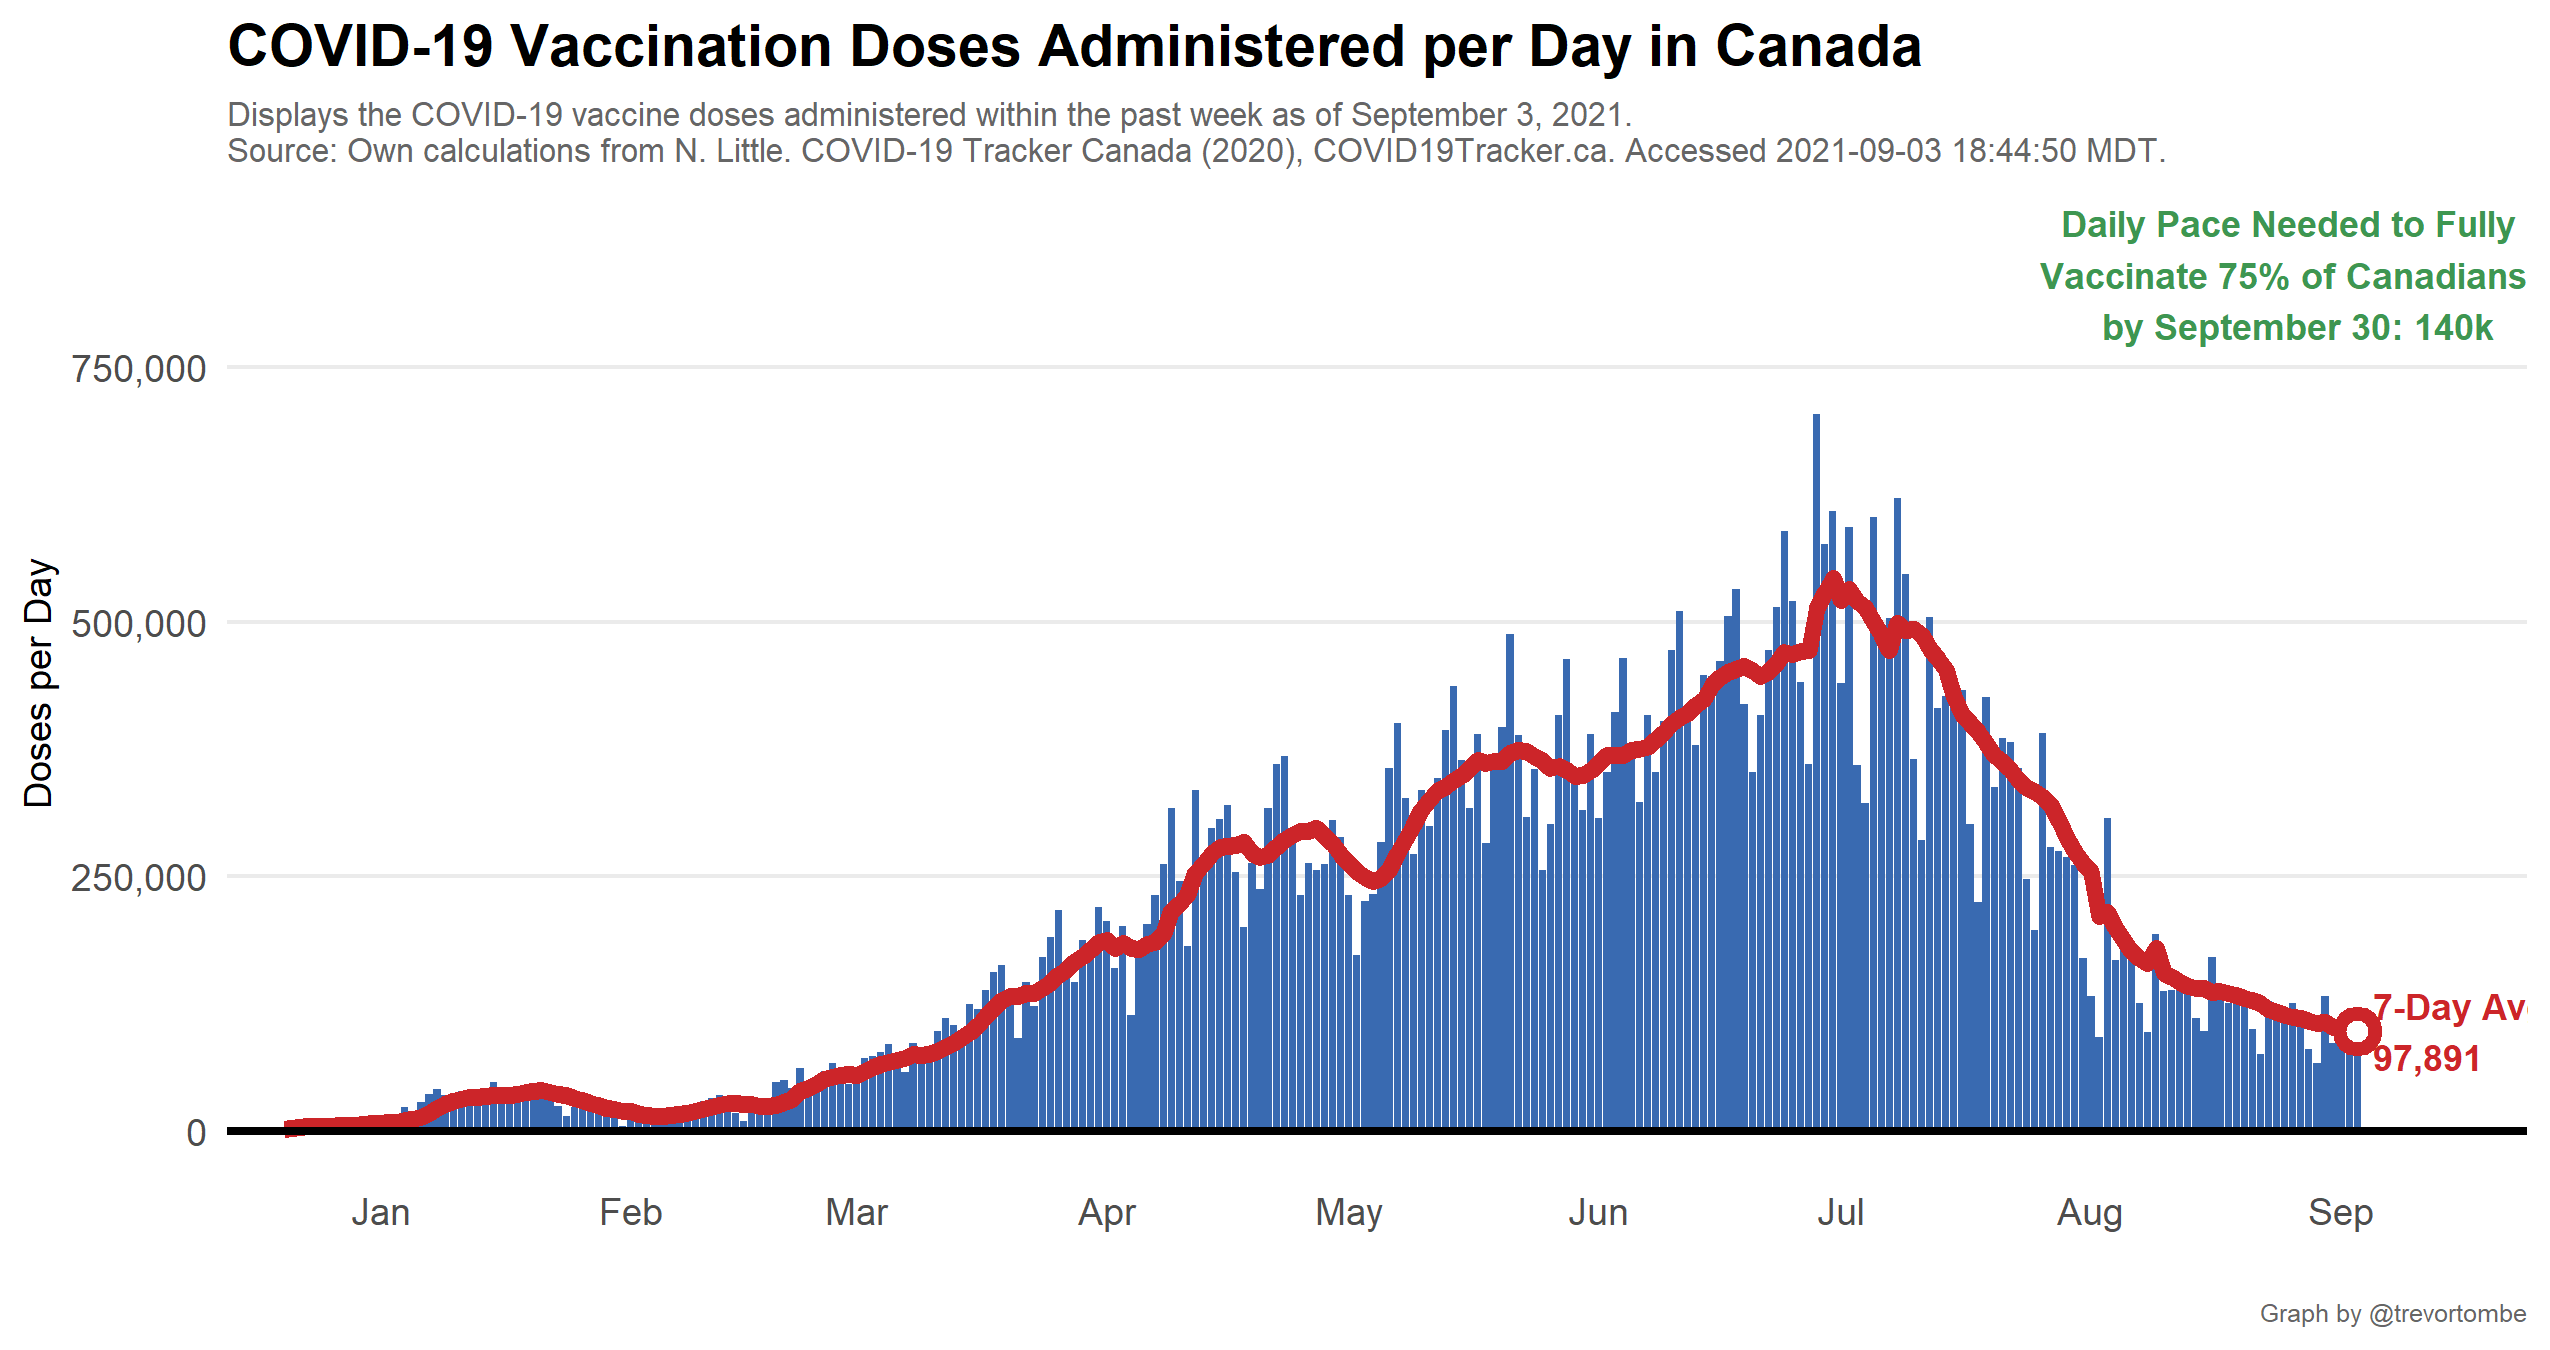 COVID-19 Vaccination Doses Administered per Day in Canada
Displays the COVID-19 vaccine doses administered within the past week as of September 3, 2021.
Source: Own calculations from N. Little. COVID-19 Tracker Canada (2020), COVID19Tracker.ca. Accessed 2021-09-03 18:44:50 MDT.
Daily Pace Needed to Fully
Vaccinate 75% of Canadians
by September 30: 140k
750,000
500,000
250,000
0
Doses per Day
7-Day Av
97,891
Jan Feb Mar Apr May Jun Jul Aug Sep
Graph by @trevortombe